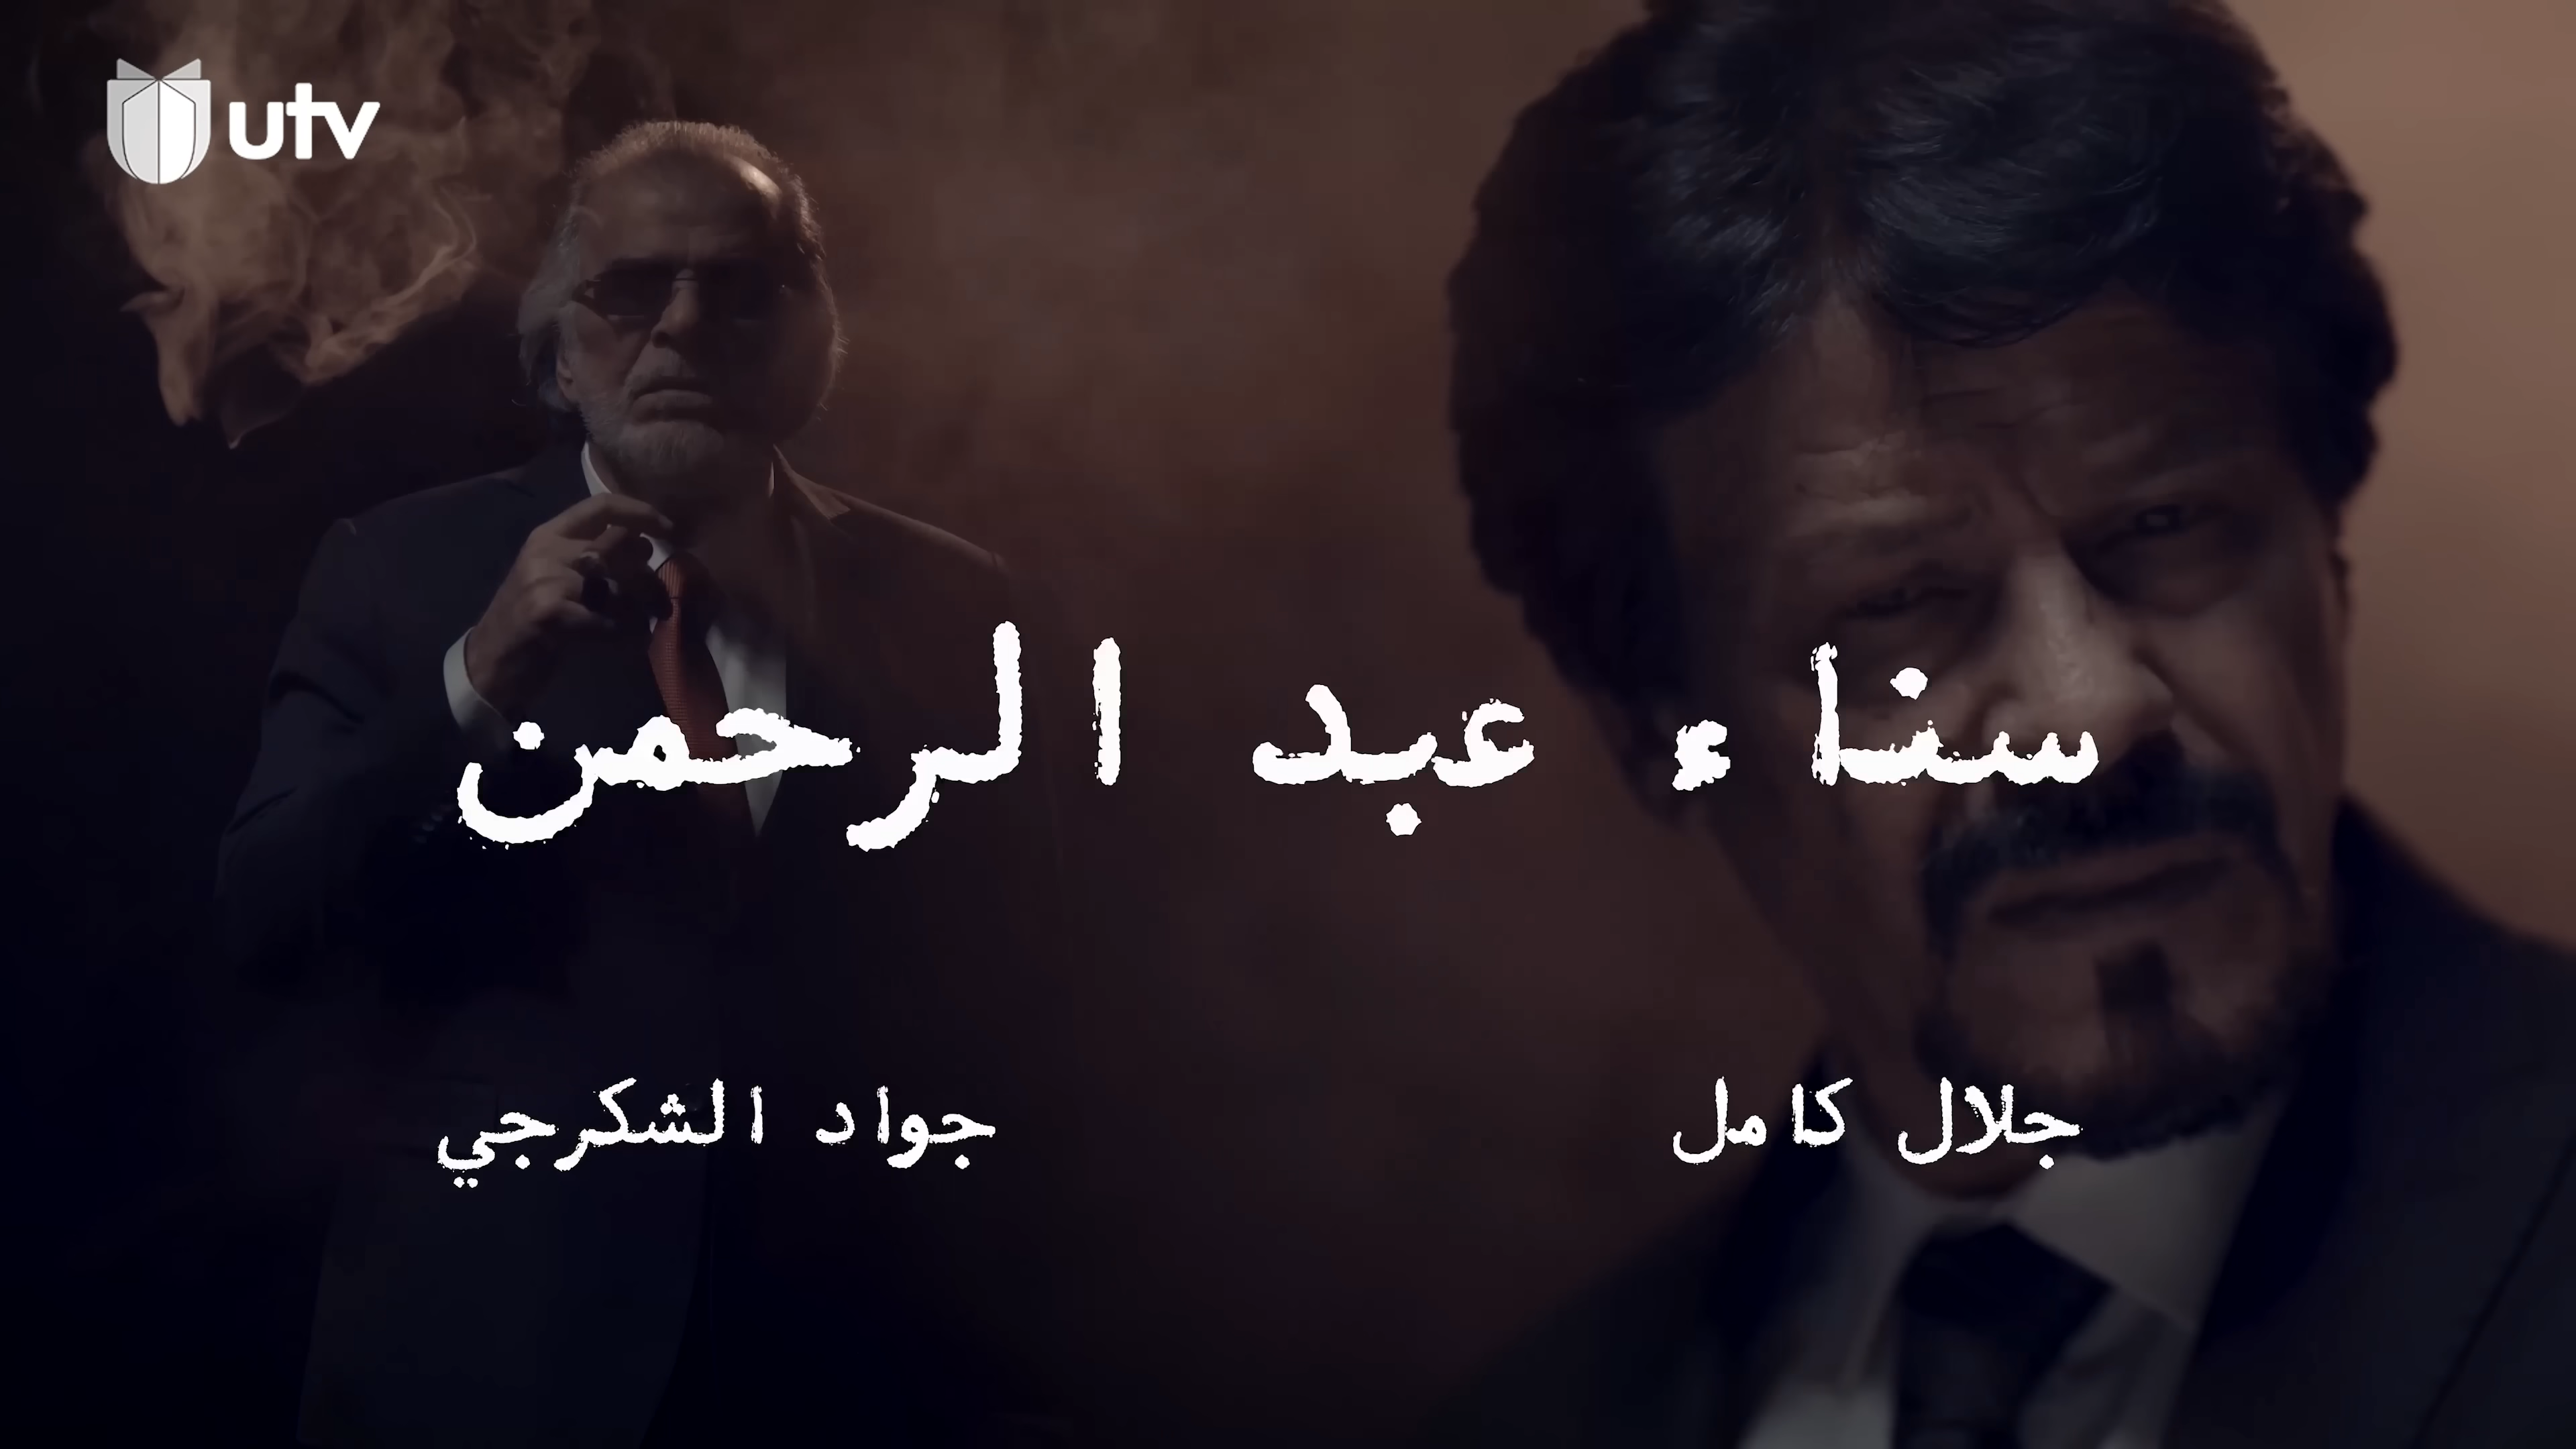 utv
سناء عبد الرحمن
جلال كامل
جواد الشكرجي